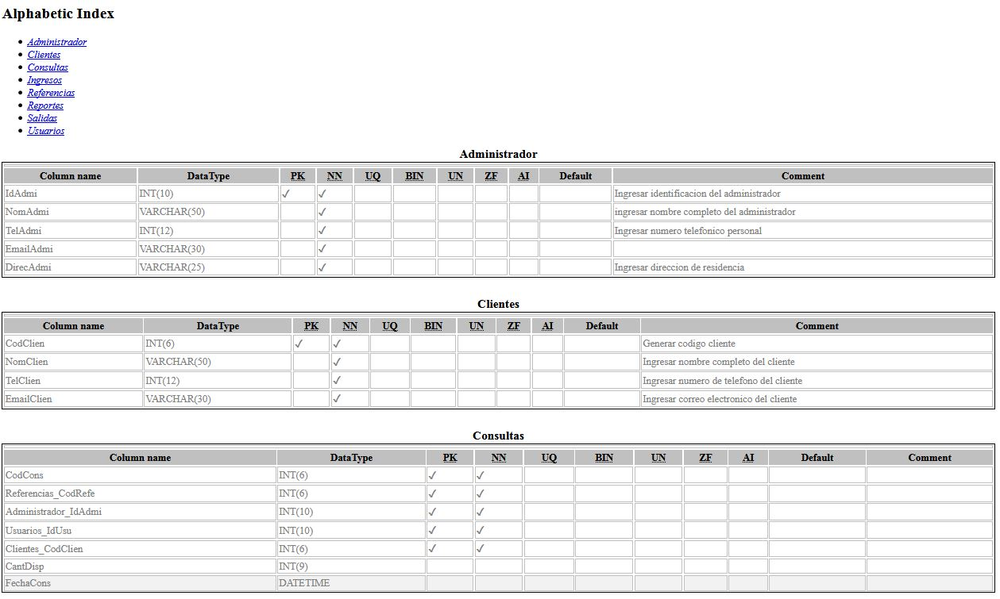 Alphabetic Index
Administrador
Clientes
Consultas
Ingresos
Referencias
Reportes
Salidas
Usuarios
Administrador
Column name DataType PK NN UQ BIN UN ZF AI Default Comment
IdAdmi INT(10) ✓ ✓ Ingresar identificacion del administrador
NomAdmi VARCHAR(50) ✓ ingresar nombre completo del administrador
TelAdmi INT(12) ✓ Ingresar numero telefonico personal
EmailAdmi VARCHAR(30) ✓
DirecAdmi VARCHAR(25) ✓ Ingresar direccion de residencia
Clientes
Column name DataType PK NN UQ BIN UN ZF AI Default Comment
CodClien INT(6) ✓ ✓ Generar codigo cliente
NomClien VARCHAR(50) ✓ Ingresar nombre completo del cliente
TelClien INT(12) ✓ Ingresar numero de telefono del cliente
EmailClien VARCHAR(30) ✓ Ingresar correo electronico del cliente
Consultas
Column name DataType PK NN UQ BIN UN ZF AI Default Comment
CodCons INT(6) ✓ ✓
Referencias_CodRefe INT(6) ✓ ✓
Administrador_IdAdmi INT(10) ✓ ✓
Usuarios_IdUsu INT(10) ✓ ✓
Clientes_CodClien INT(6) ✓ ✓
CantDisp INT(9)
FechaCons DATETIME